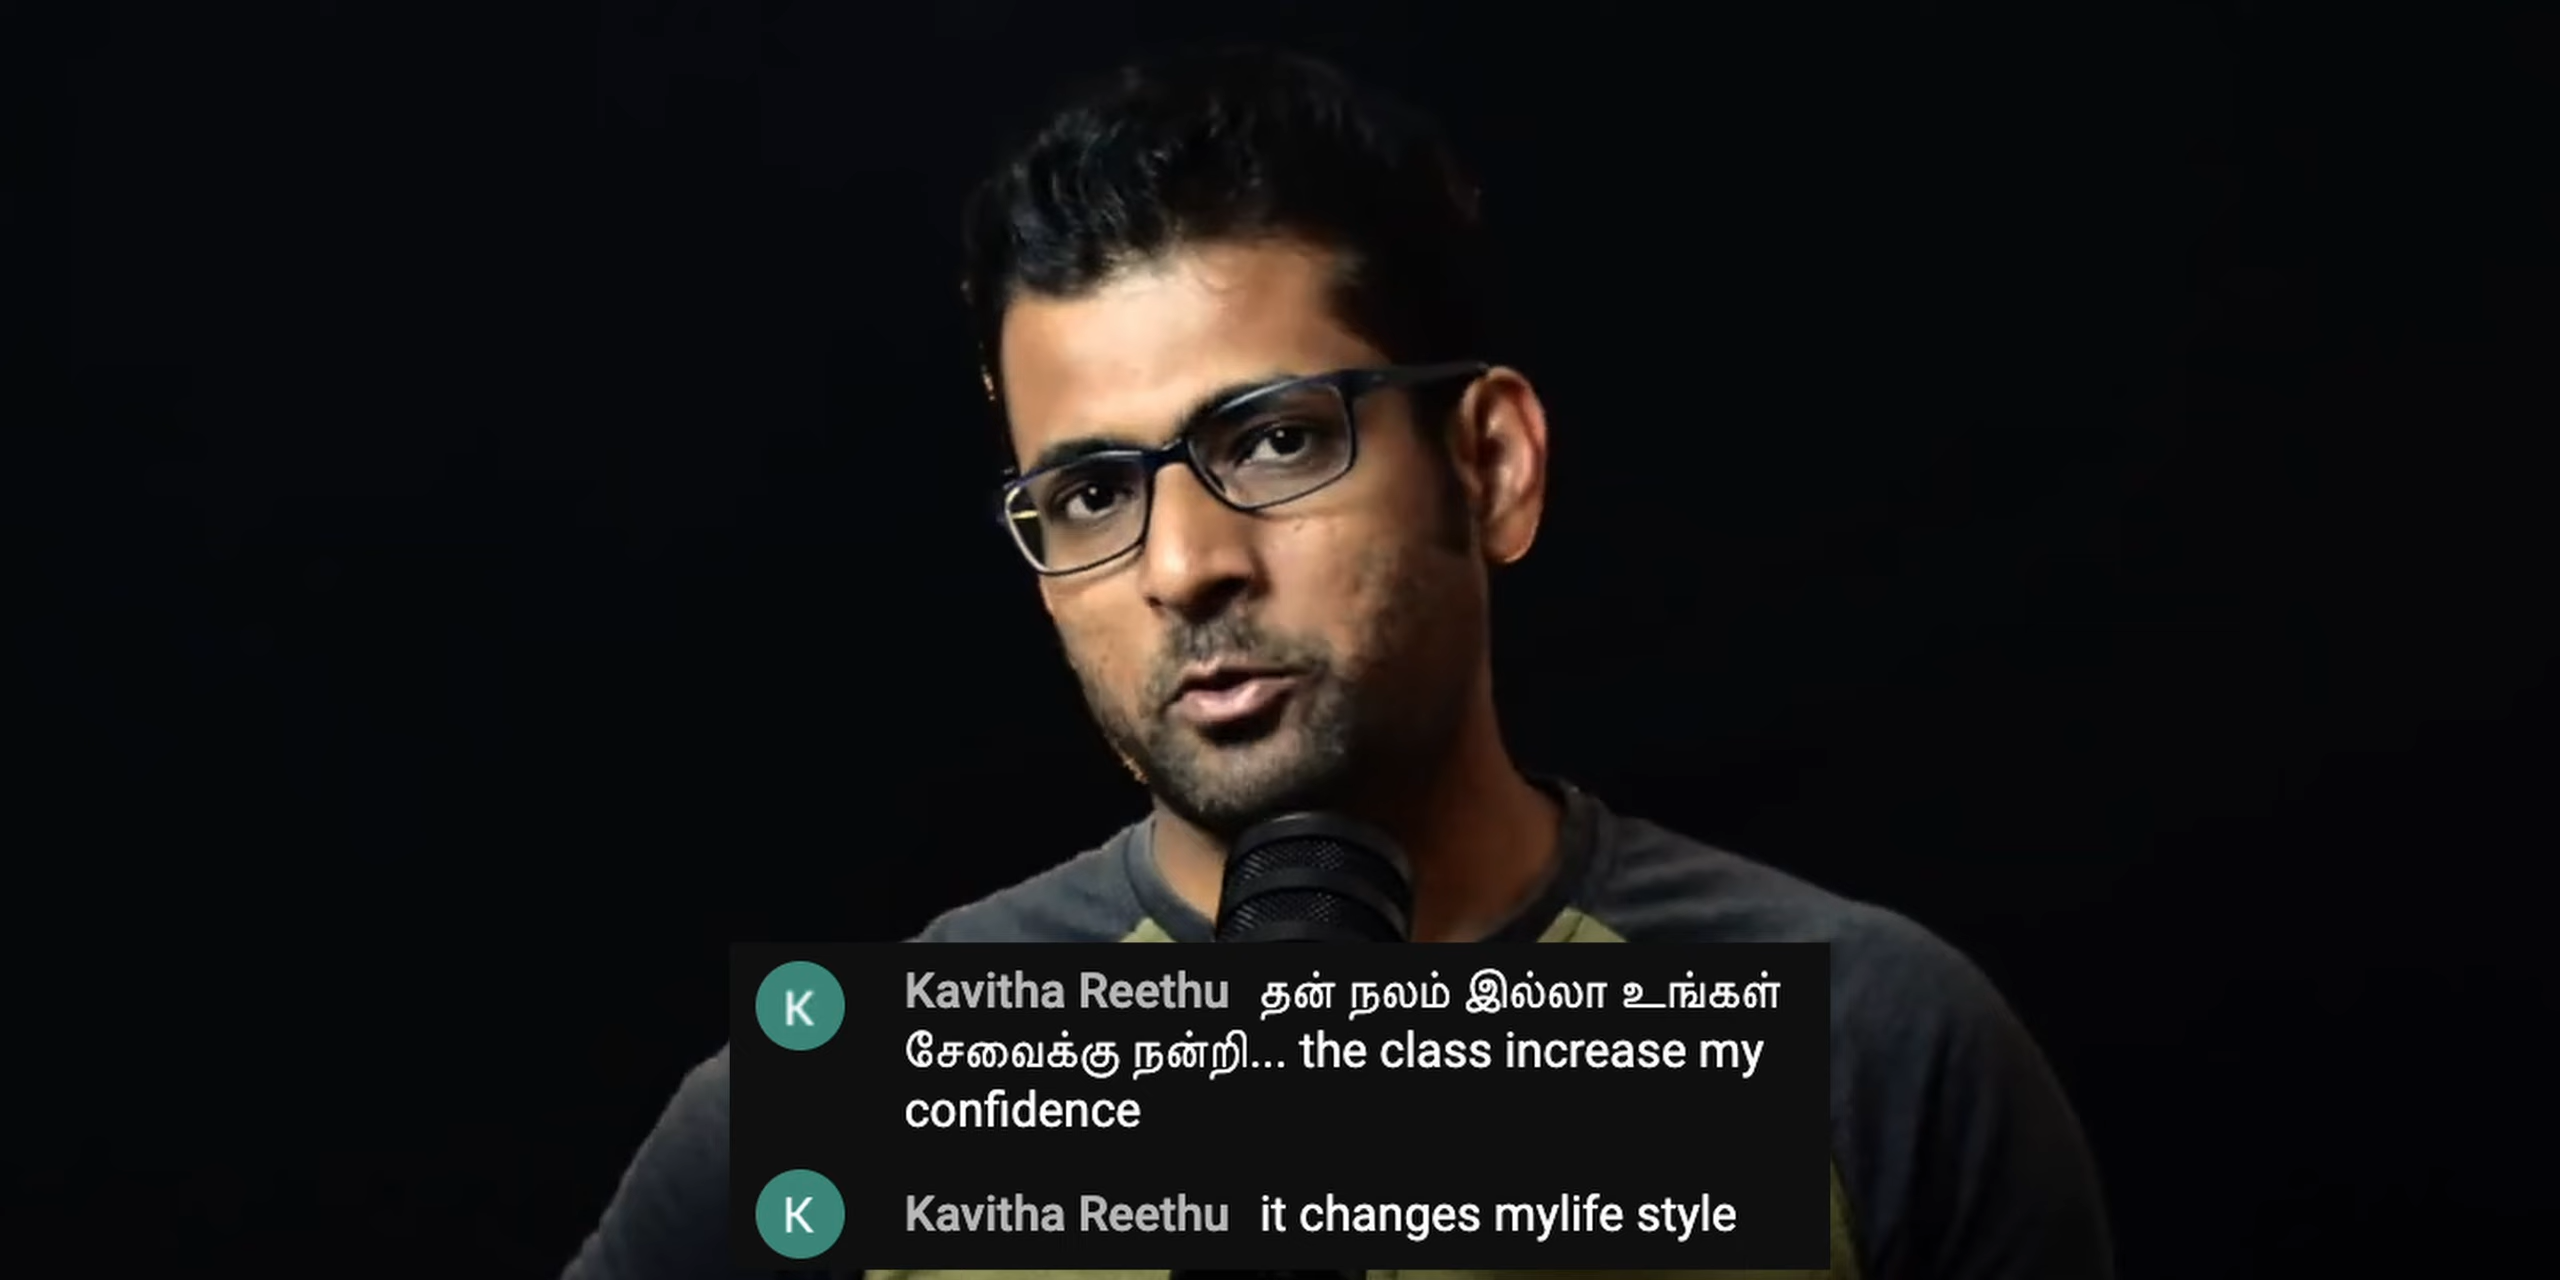 K
Kavitha Reethu தன் நலம் இல்லா உங்கள்
சேவைக்கு நன்றி... the class increase my
confidence
K
Kavitha Reethu it changes mylife style